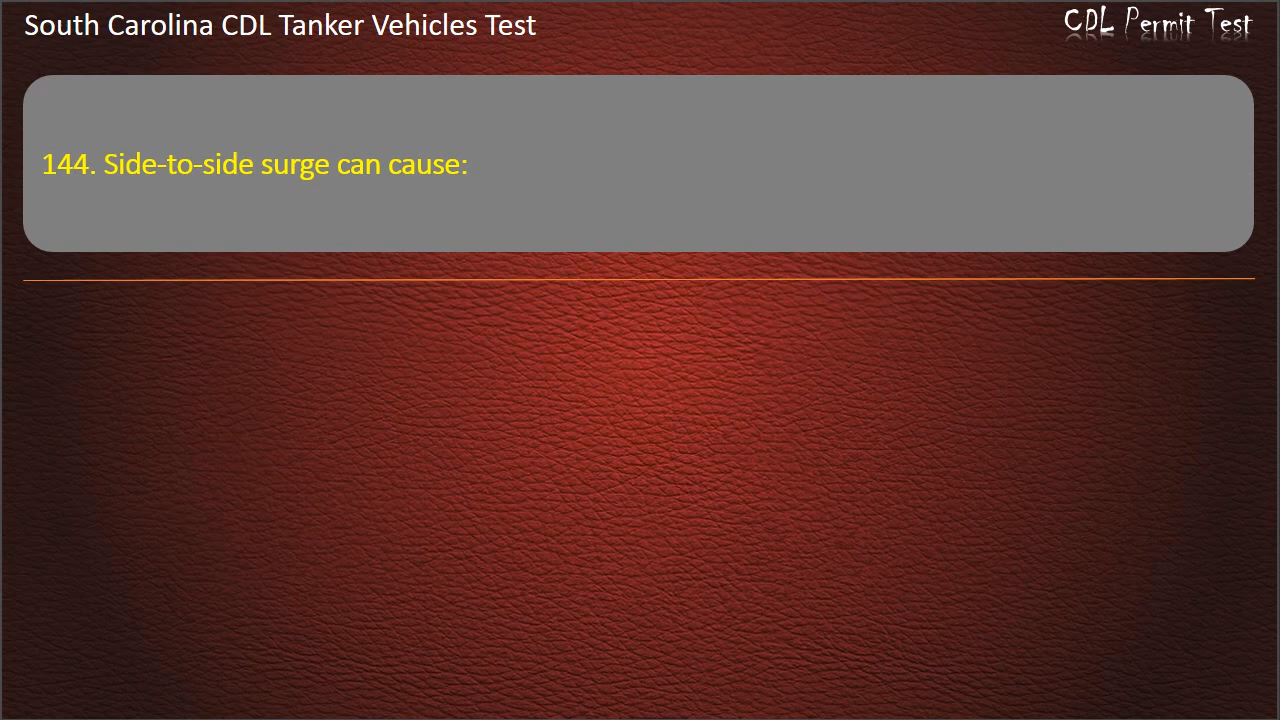 South Carolina CDL Tanker Vehicles Test
CDL Permit Test
144. Side-to-side surge can cause: